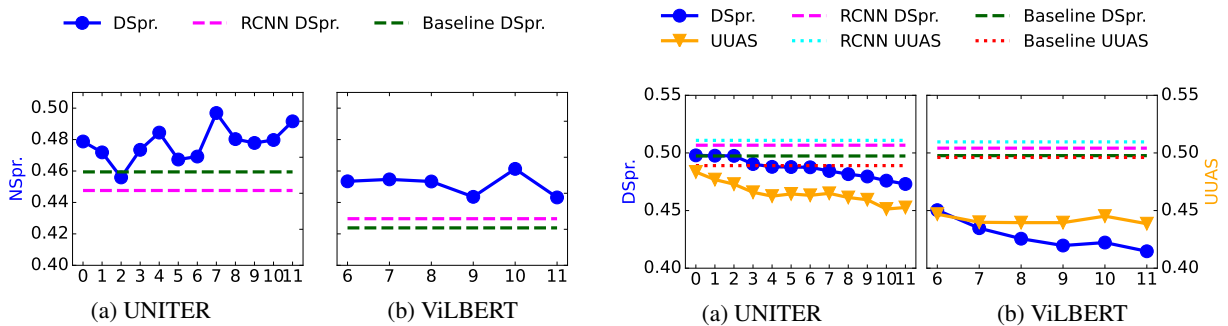 DSpr. RCNN DSpr. Baseline DSpr.
NSpr.
0.50
0.48
0.46
0.44
0.42
0.40
0 1 2 3 4 5 6 7 8 9 10 11
(a) UNITER
6 7 8 9 10 11
(b) ViLBERT
DSpr. RCNN DSpr. Baseline DSpr.
UUAS RCNN UUAS Baseline UUAS
DSpr.
0.55
0.50
0.45
0.40
0 1 2 3 4 5 6 7 8 9 10 11
(a) UNITER
6 7 8 9 10 11
(b) ViLBERT
0.55
0.50
0.45
0.40
UUAS